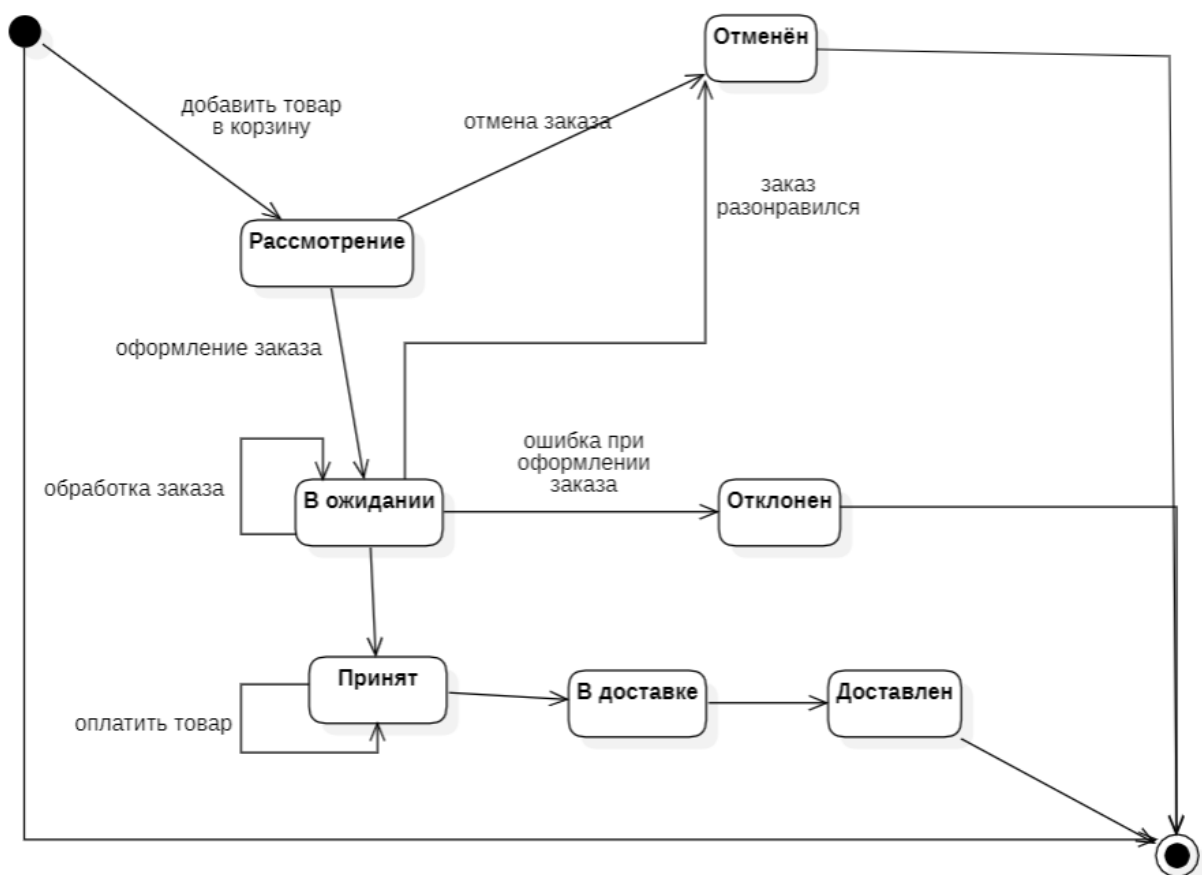 Отменён
добавить товар
в корзину
отмена заказа
заказ
разонравился
Рассмотрение
оформление заказа
ошибка при
оформлении
заказа
обработка заказа
В ожидании
Отклонен
Принят
В доставке
Доставлен
оплатить товар